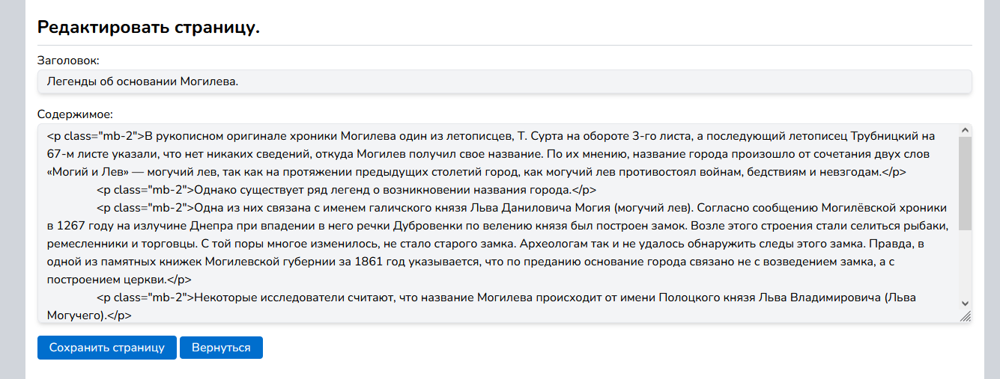 Редактировать страницу.
Заголовок:
Легенды об основании Могилева.
Содержимое:
<p class="mb-2">В рукописном оригинале хроники Могилева один из летописцев, Т. Сурта на обороте 3-го листа, а последующий летописец Трубницкий на
67-м листе указали, что нет никаких сведений, откуда Могилев получил свое название. По их мнению, название города произошло от сочетания двух слов
«Могий и Лев» — могучий лев, так как на протяжении предыдущих столетий город, как могучий лев противостоял войнам, бедствиям и невзгодам.</p>
<p class="mb-2">Однако существует ряд легенд о возникновении названия города.</p>
<p class="mb-2">Одна из них связана с именем галичского князя Льва Даниловича Могия (могучий лев). Согласно сообщению Могилёвской хроники
в 1267 году на излучине Днепра при впадении в него речки Дубровенки по велению князя был построен замок. Возле этого строения стали селиться рыбаки,
ремесленники и торговцы. С той поры многое изменилось, не стало старого замка. Археологам так и не удалось обнаружить следы этого замка. Правда, в
одной из памятных книжек Могилевской губернии за 1861 год указывается, что по преданию основание города связано не с возведением замка, а с
построением церкви.</p>
<p class="mb-2">Некоторые исследователи считают, что название Могилева происходит от имени Полоцкого князя Льва Владимировича (Льва
Могучего).</p>
Сохранить страницу Вернуться